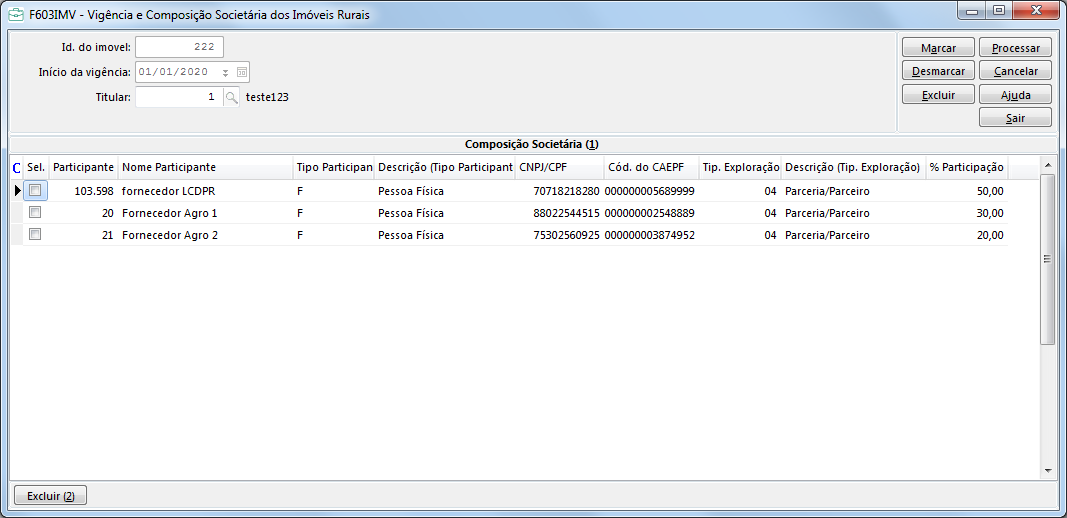 F603IMV - Vigência e Composição Societária dos Imóveis Rurais
Id. do imovel: 222
Início da vigência: 01/01/2020
Titular: 1 teste123
Marcar Processar
Desmarcar Cancelar
Excluir Ajuda
Sair
Composição Societária (1)
C Sel. Participante Nome Participante Tipo Participan Descrição (Tipo Participant CNPJ/CPF Cód. do CAEPF Tip. Exploração Descrição (Tip. Exploração) % Participação
103.598 fornecedor LCDPR F Pessoa Física 70718218280 000000005689999 04 Parceria/Parceiro 50,00
20 Fornecedor Agro 1 F Pessoa Física 88022544515 000000002548889 04 Parceria/Parceiro 30,00
21 Fornecedor Agro 2 F Pessoa Física 75302560925 000000003874952 04 Parceria/Parceiro 20,00
Excluir (2)